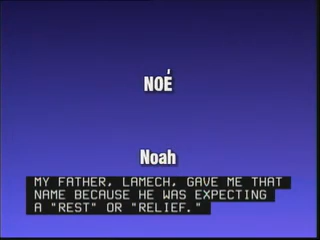 NOÉ
Noah
MY FATHER, LAMECH, GAVE ME THAT
NAME BECAUSE HE WAS EXPECTING
A "REST" OR "RELIEF."